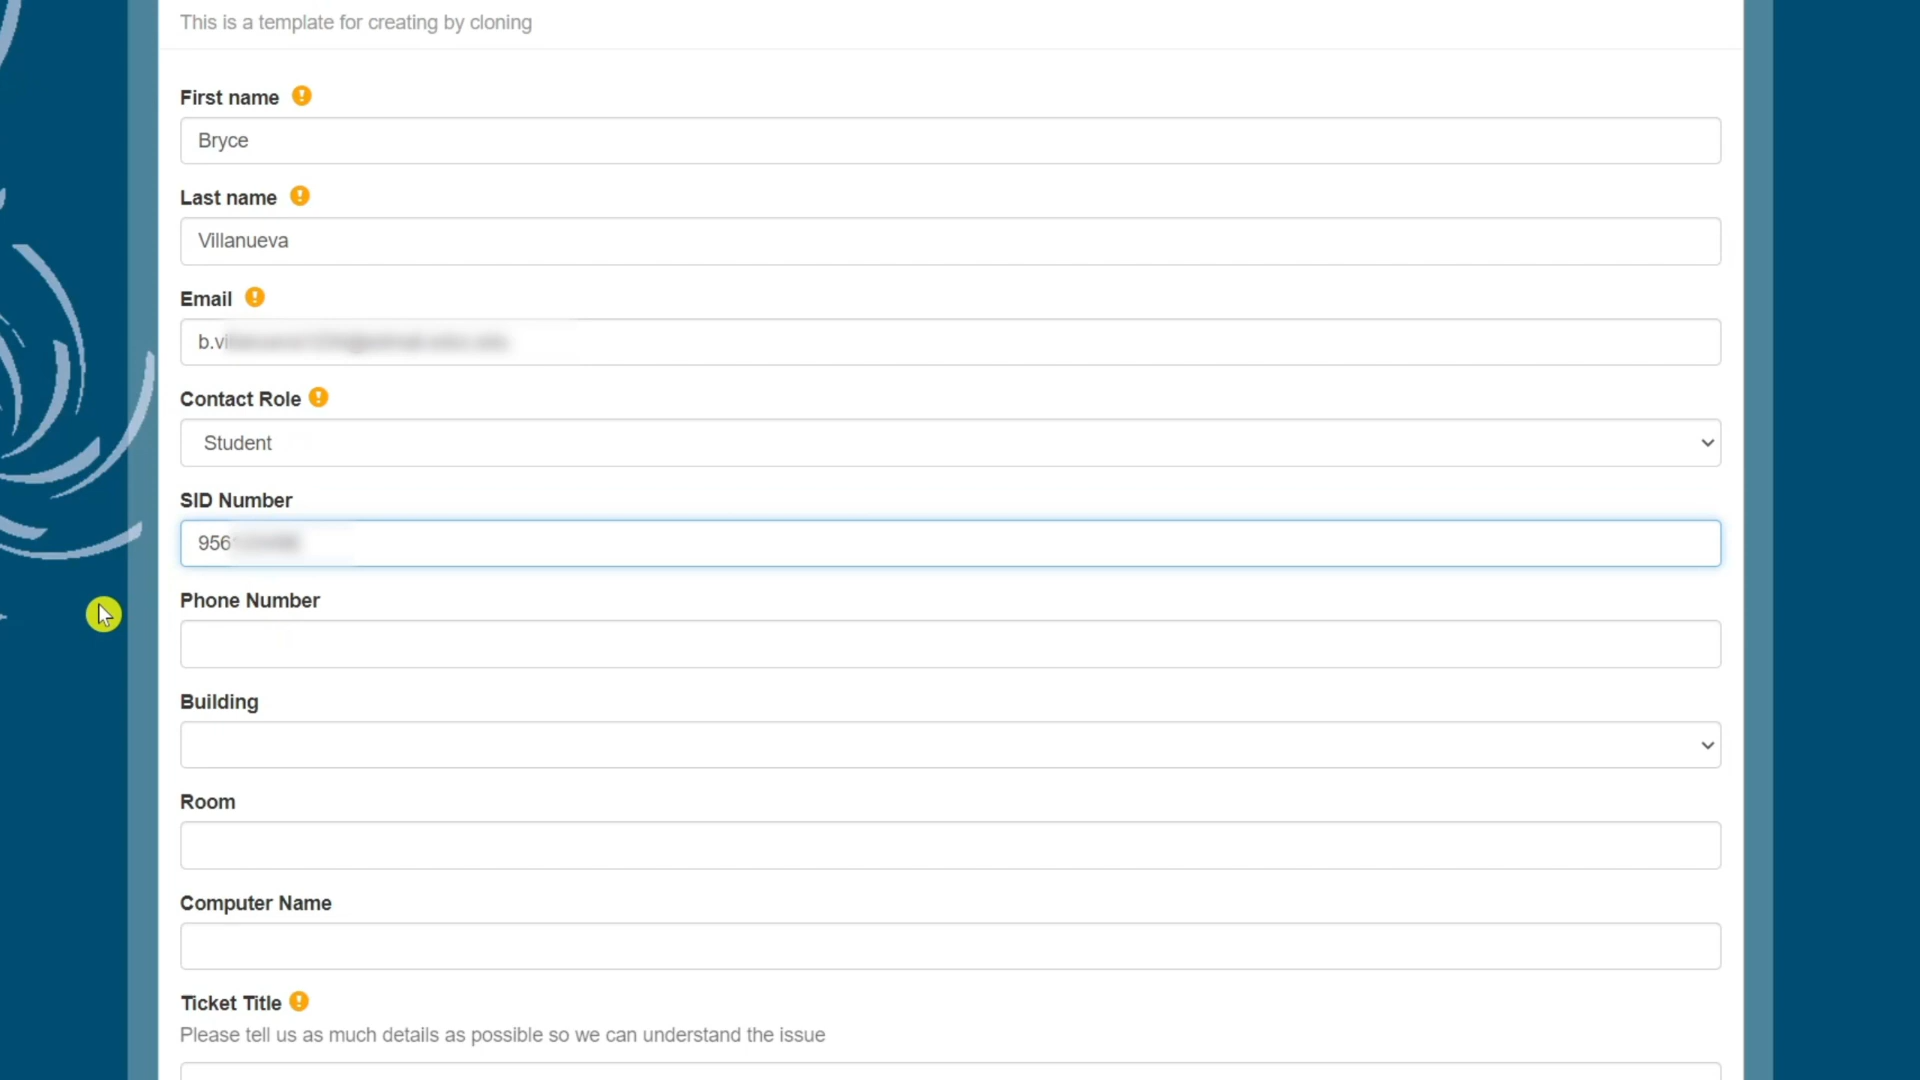 This is a template for creating by cloning
First name
Bryce
Last name
Villanueva
Email
Contact Role
Student
SID Number
956
Phone Number
Building
Room
Computer Name
Ticket Title
Please tell us as much details as possible so we can understand the issue